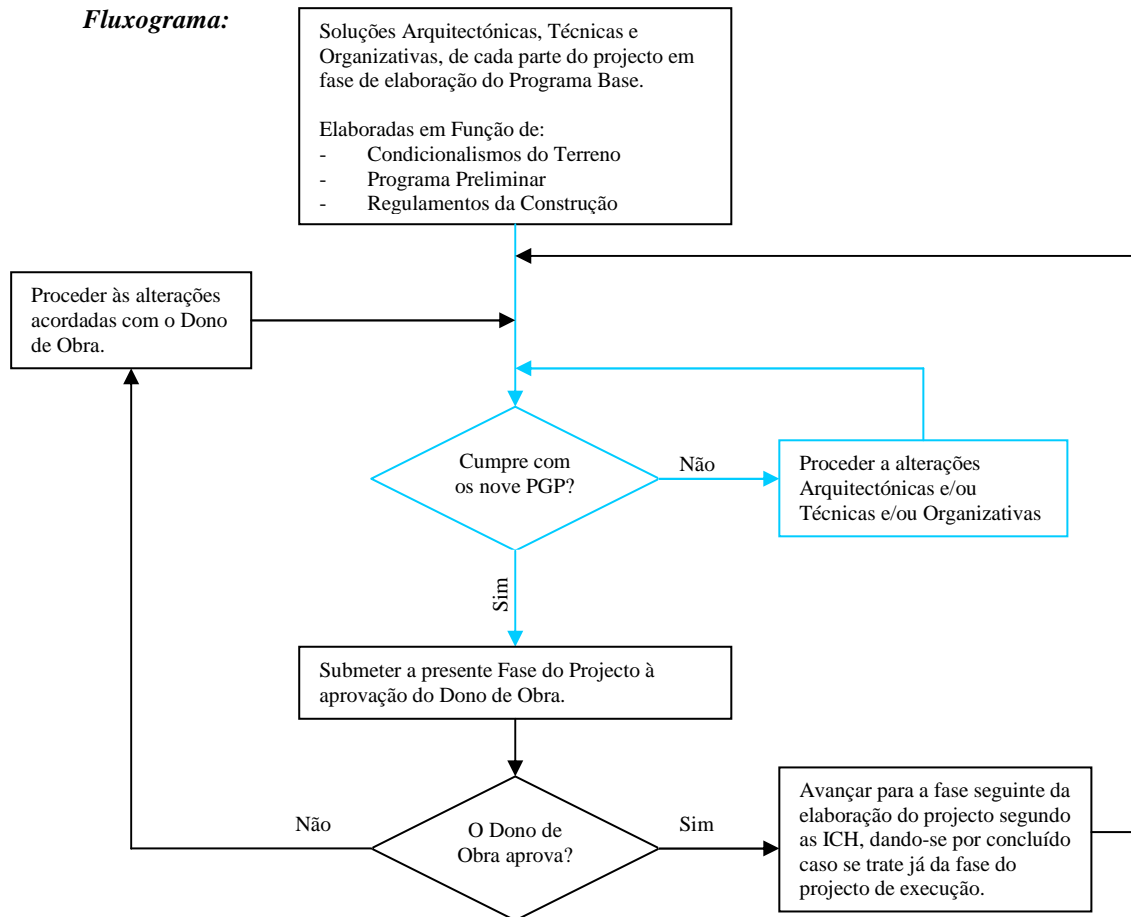 Fluxograma:
Soluções Arquitectónicas, Técnicas e
Organizativas, de cada parte do projecto em
fase de elaboração do Programa Base.
Elaboradas em Função de:
- Condicionalismos do Terreno
- Programa Preliminar
- Regulamentos da Construção
Proceder às alterações
acordadas com o Dono
de Obra.
Cumpre com
os nove PGP?
Não
Proceder a alterações
Arquitectónicas e/ou
Técnicas e/ou Organizativas
Sim
Submeter a presente Fase do Projecto à
aprovação do Dono de Obra.
Não
O Dono de
Obra aprova?
Sim
Avançar para a fase seguinte da
elaboração do projecto segundo
as ICH, dando-se por concluído
caso se trate já da fase do
projecto de execução.